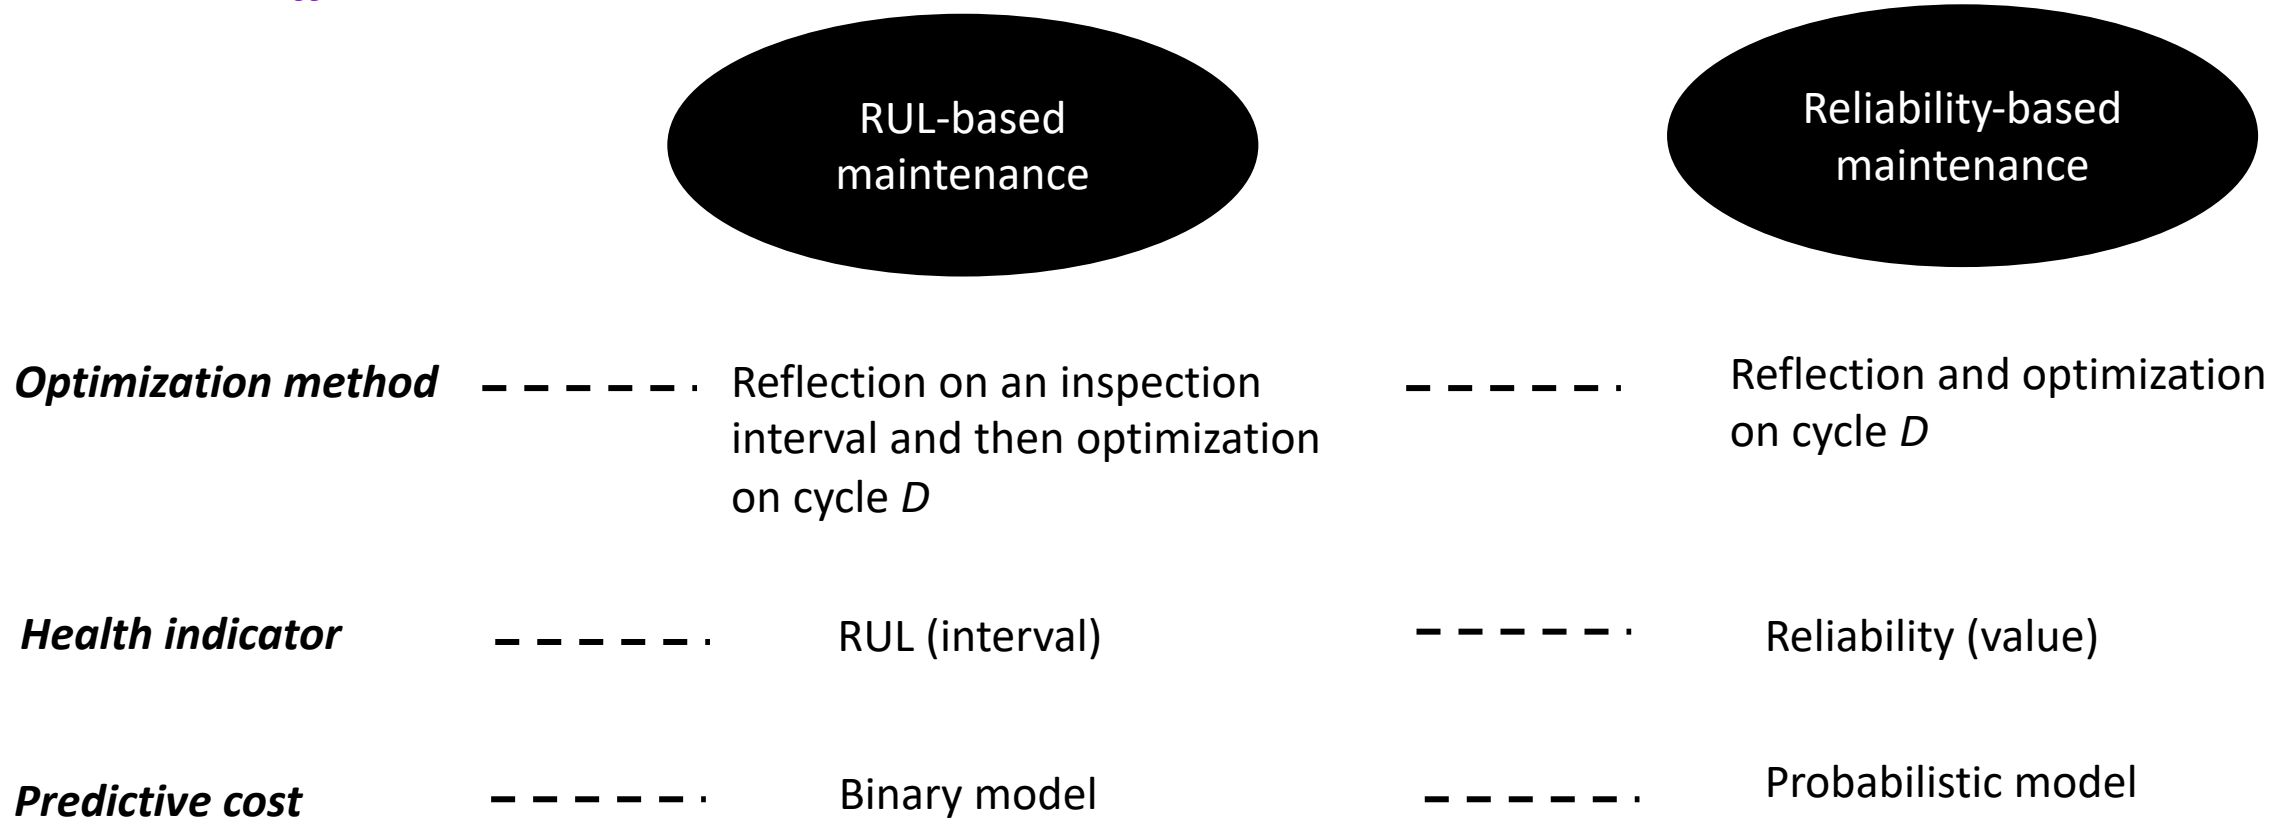 RUL-based
maintenance
Reliability-based
maintenance
Optimization method
Reflection on an inspection
interval and then optimization
on cycle D
Reflection and optimization
on cycle D
Health indicator
RUL (interval)
Reliability (value)
Predictive cost
Binary model
Probabilistic model